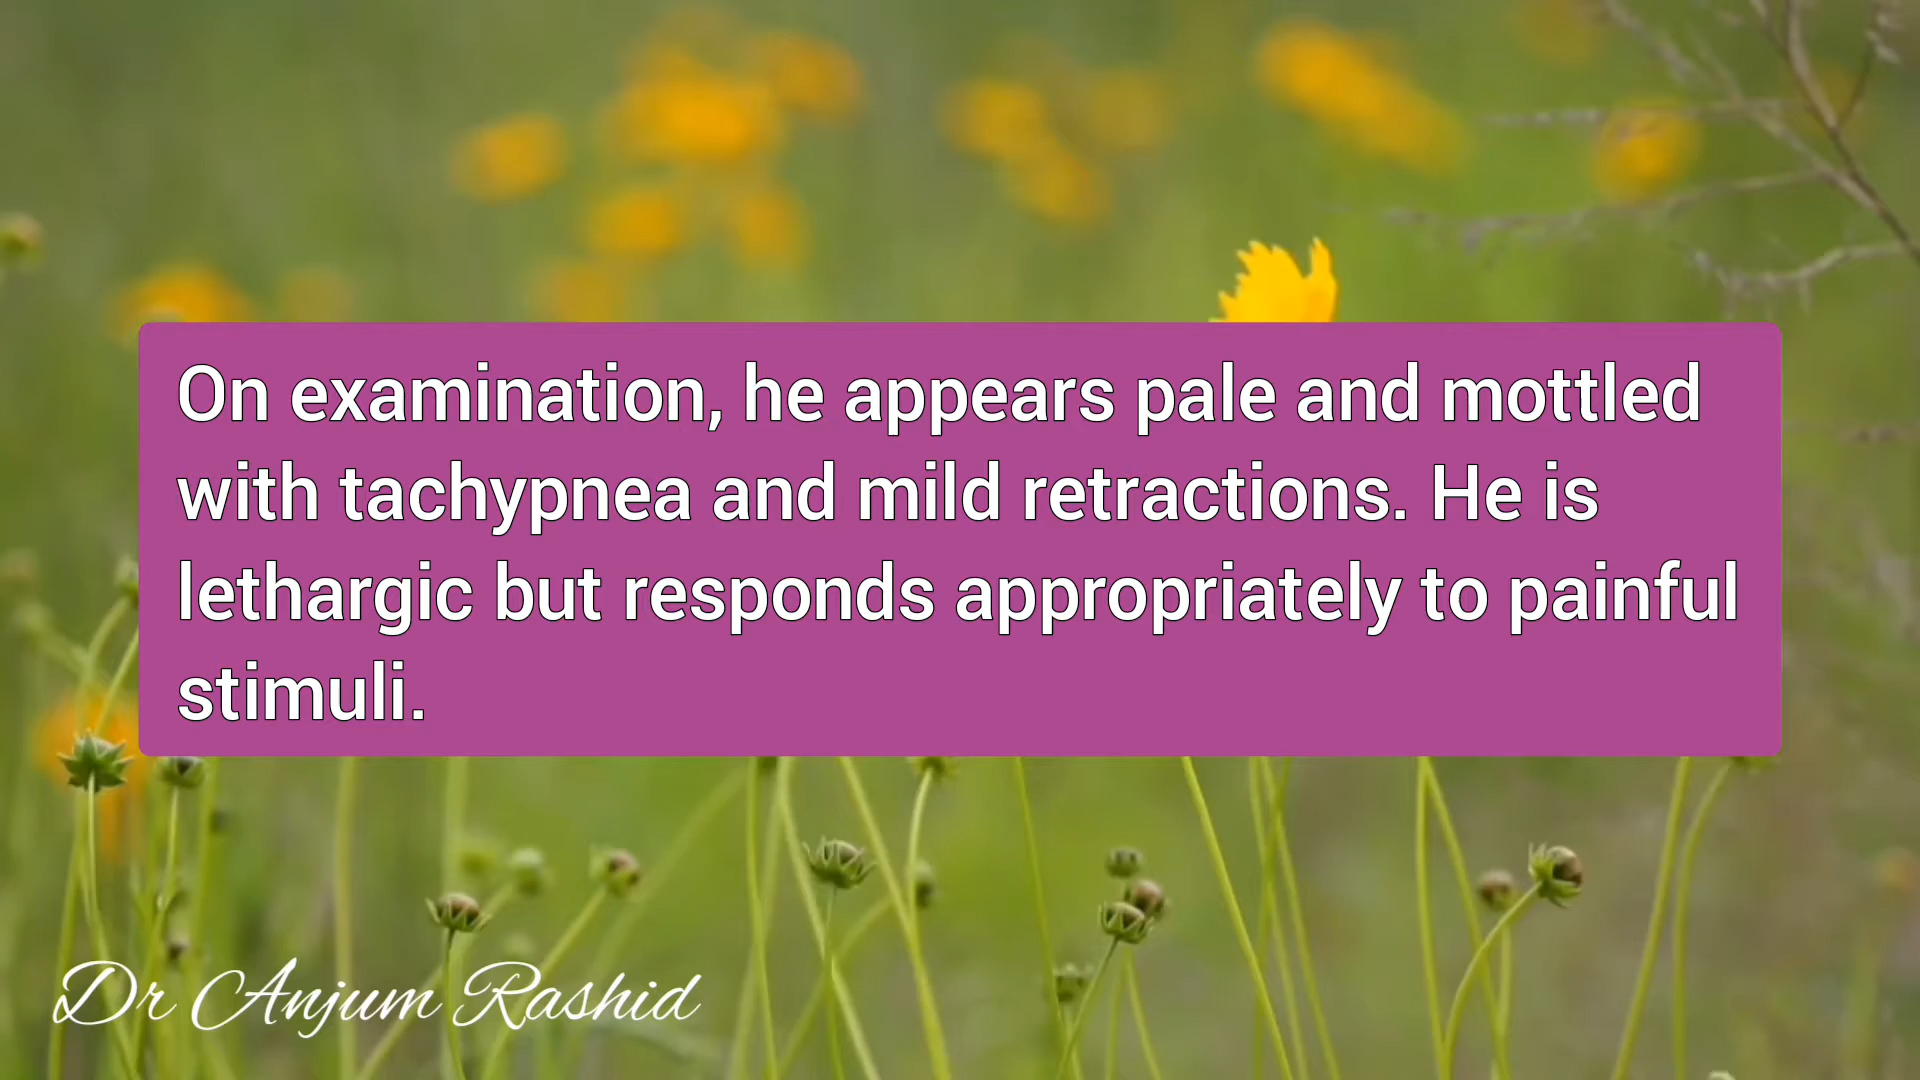 On examination, he appears pale and mottled
with tachypnea and mild retractions. He is
lethargic but responds appropriately to painful
stimuli.
Dr Anjum Rashid